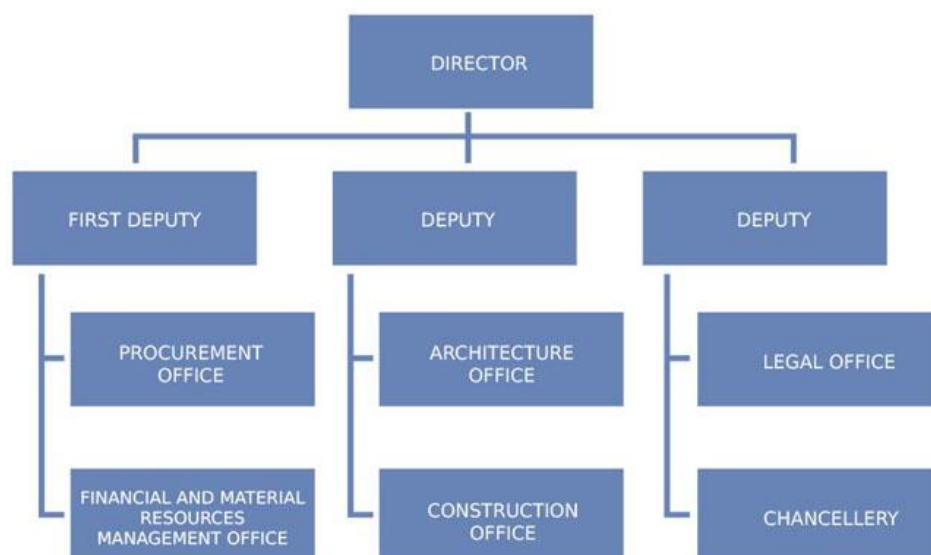 DIRECTOR
FIRST DEPUTY
DEPUTY
DEPUTY
PROCUREMENT
OFFICE
ARCHITECTURE
OFFICE
LEGAL OFFICE
FINANCIAL AND MATERIAL
RESOURCES
MANAGEMENT OFFICE
CONSTRUCTION
OFFICE
CHANCELLERY